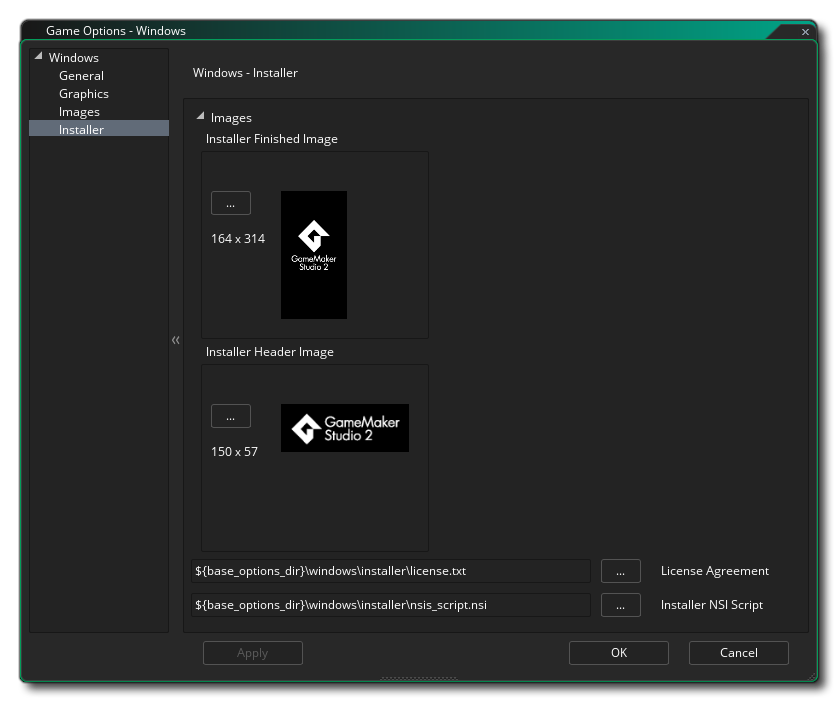 Game Options - Windows
Windows
General
Graphics
Images
Installer
Windows - Installer
Images
Installer Finished Image
...
164 x 314
GameMaker
Studio 2
Installer Header Image
...
150 x 57
GameMaker
Studio 2
${base_options_dir}\windows\installer\license.txt
...
License Agreement
${base_options_dir}\windows\installer\nsis_script.nsi
...
Installer NSI Script
Apply
OK
Cancel